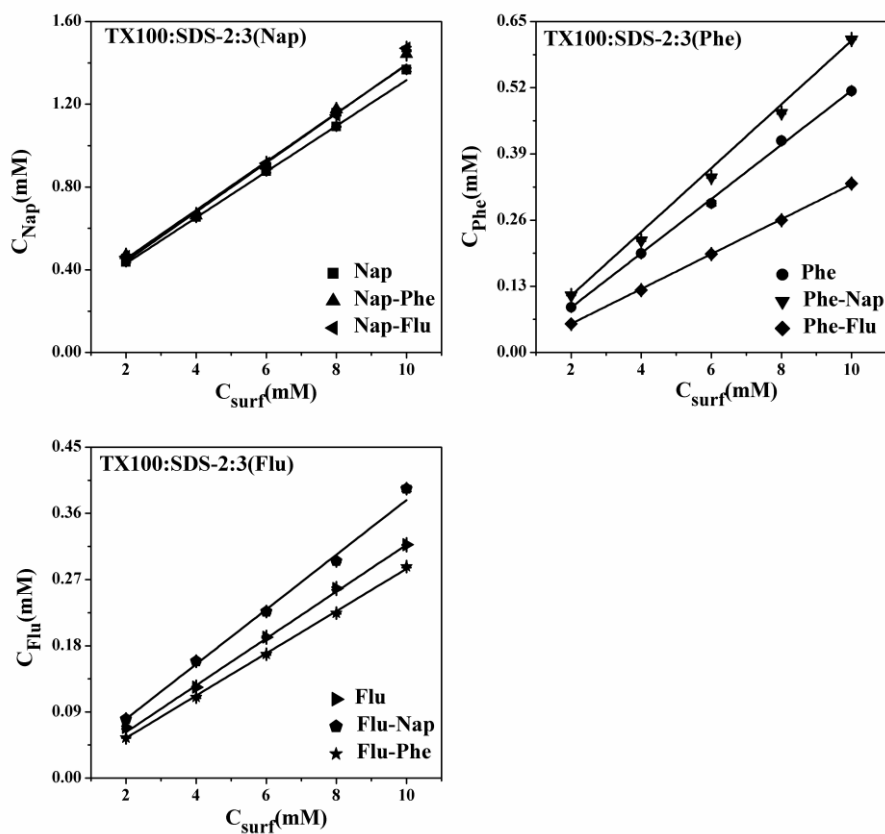 TX100:SDS-2:3(Nap)
C_Nap(mM)
1.60
1.20
0.80
0.40
0.00
Nap
Nap-Phe
Nap-Flu
2 4 6 8 10
C_surf(mM)
TX100:SDS-2:3(Phe)
C_Phe(mM)
0.65
0.52
0.39
0.26
0.13
0.00
Phe
Phe-Nap
Phe-Flu
2 4 6 8 10
C_surf(mM)
TX100:SDS-2:3(Flu)
C_Flu(mM)
0.45
0.36
0.27
0.18
0.09
0.00
Flu
Flu-Nap
Flu-Phe
2 4 6 8 10
C_surf(mM)